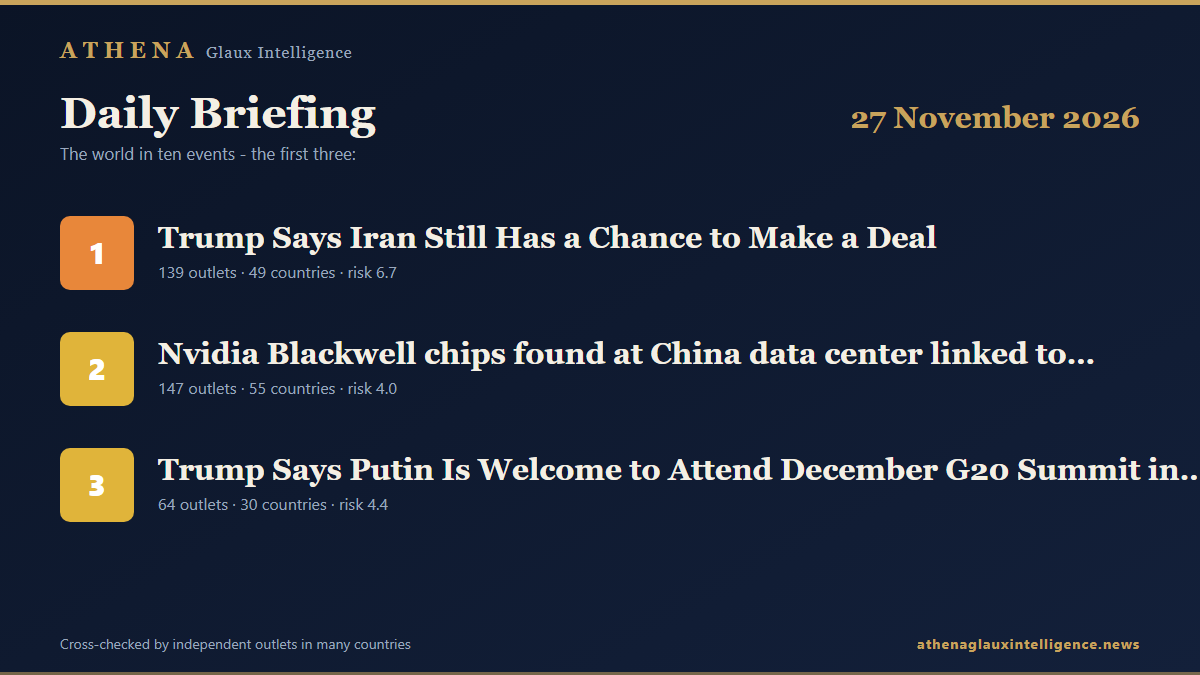 ATHENA Glaux Intelligence
Daily Briefing
27 November 2026
The world in ten events - the first three:
1
Trump Says Iran Still Has a Chance to Make a Deal
139 outlets · 49 countries · risk 6.7
2
Nvidia Blackwell chips found at China data center linked to...
147 outlets · 55 countries · risk 4.0
3
Trump Says Putin Is Welcome to Attend December G20 Summit in...
64 outlets · 30 countries · risk 4.4
Cross-checked by independent outlets in many countries
athenaglauxintelligence.news